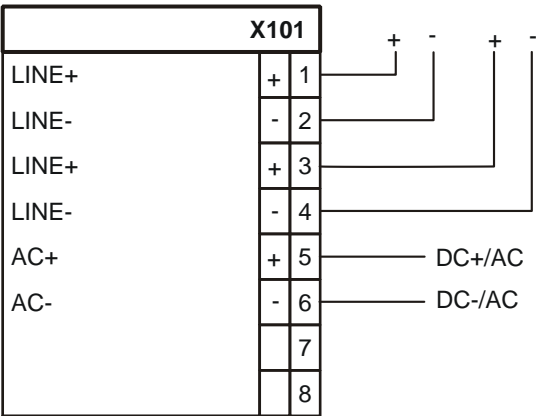 X101 + - + -
LINE+ + 1
LINE- - 2
LINE+ + 3
LINE- - 4
AC+ + 5 DC+/AC
AC- - 6 DC-/AC
7
8